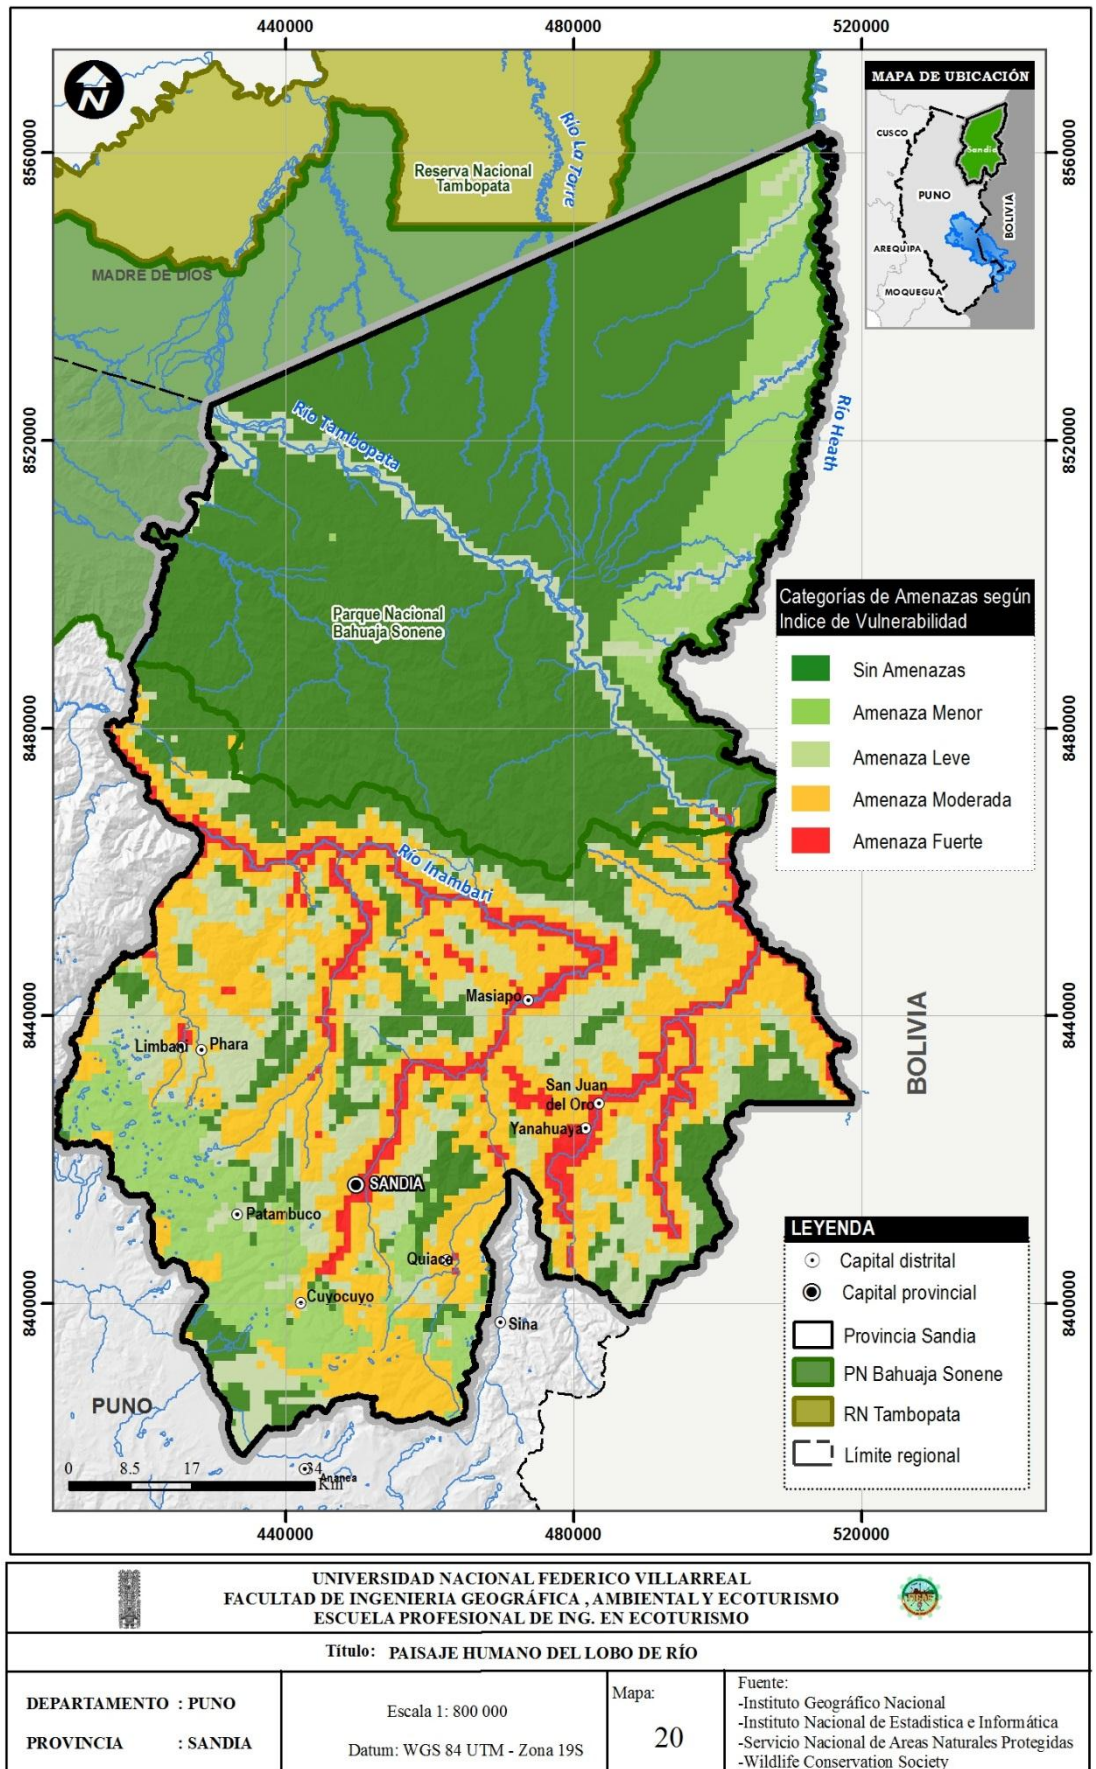 440000
480000
520000
8560000
8520000
8480000
8440000
8400000
8560000
8520000
8480000
8440000
8400000
N
MAPA DE UBICACIÓN
CUSCO
Sandia
PUNO
BOLIVIA
AREQUIPA
MOQUEGUA
Río La Torre
Reserva Nacional
Tambopata
MADRE DE DIOS
Río Tambopata
Río Heath
Parque Nacional
Bahuaja Sonene
Categorías de Amenazas según
Indice de Vulnerabilidad
Sin Amenazas
Amenaza Menor
Amenaza Leve
Amenaza Moderada
Amenaza Fuerte
Río Inambari
Masiapo
Limbani
Phara
San Juan
del Oro
Yanahuaya
SANDIA
Patambuco
Quiaca
Cuyocuyo
Sina
BOLIVIA
PUNO
Ananea
0 8.5 17 34
Km
LEYENDA
Capital distrital
Capital provincial
Provincia Sandia
PN Bahuaja Sonene
RN Tambopata
Límite regional
440000
480000
520000
UNIVERSIDAD NACIONAL FEDERICO VILLARREAL
FACULTAD DE INGENIERIA GEOGRÁFICA , AMBIENTAL Y ECOTURISMO
ESCUELA PROFESIONAL DE ING. EN ECOTURISMO
Título: PAISAJE HUMANO DEL LOBO DE RÍO
DEPARTAMENTO : PUNO
PROVINCIA : SANDIA
Escala 1: 800 000
Datum: WGS 84 UTM - Zona 19S
Mapa:
20
Fuente:
-Instituto Geográfico Nacional
-Instituto Nacional de Estadistica e Informática
-Servicio Nacional de Areas Naturales Protegidas
-Wildlife Conservation Society